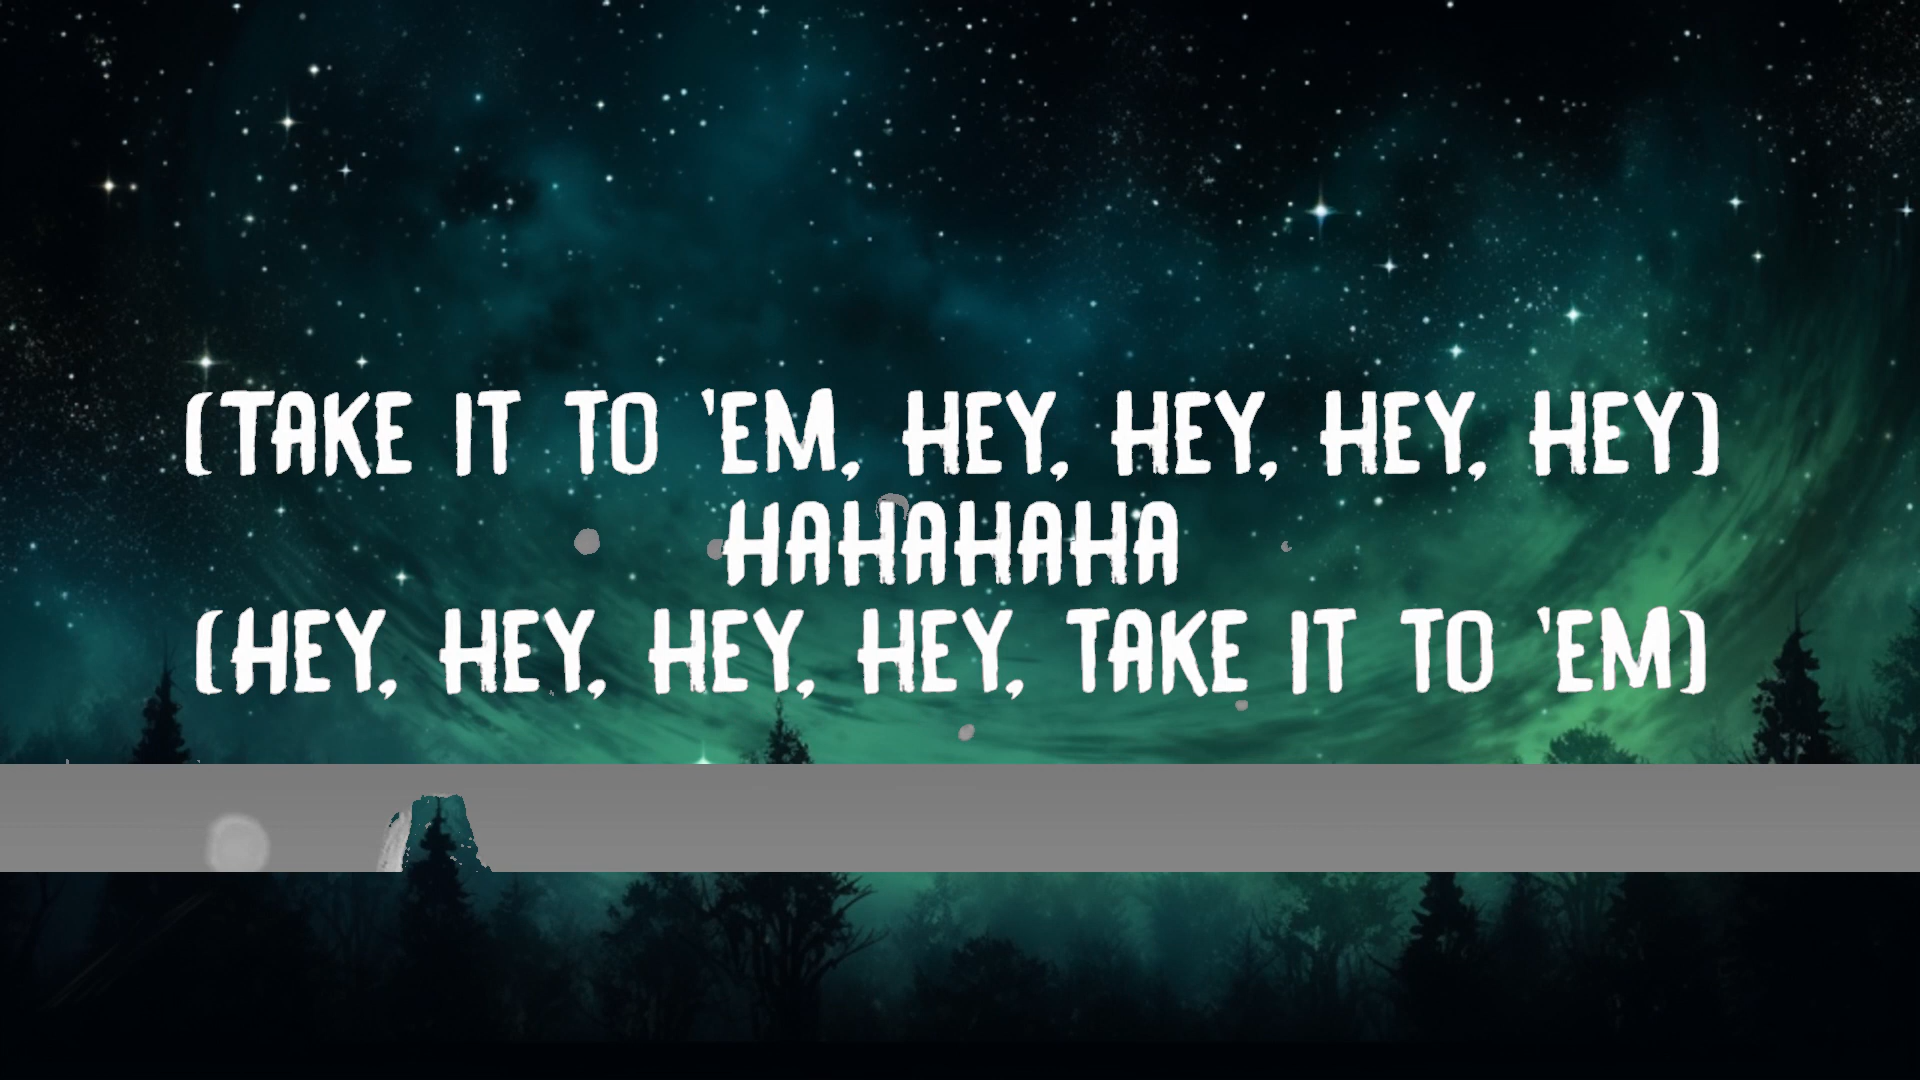 (TAKE IT TO 'EM, HEY, HEY, HEY, HEY)
HAHAHAHA
(HEY, HEY, HEY, HEY, TAKE IT TO 'EM)